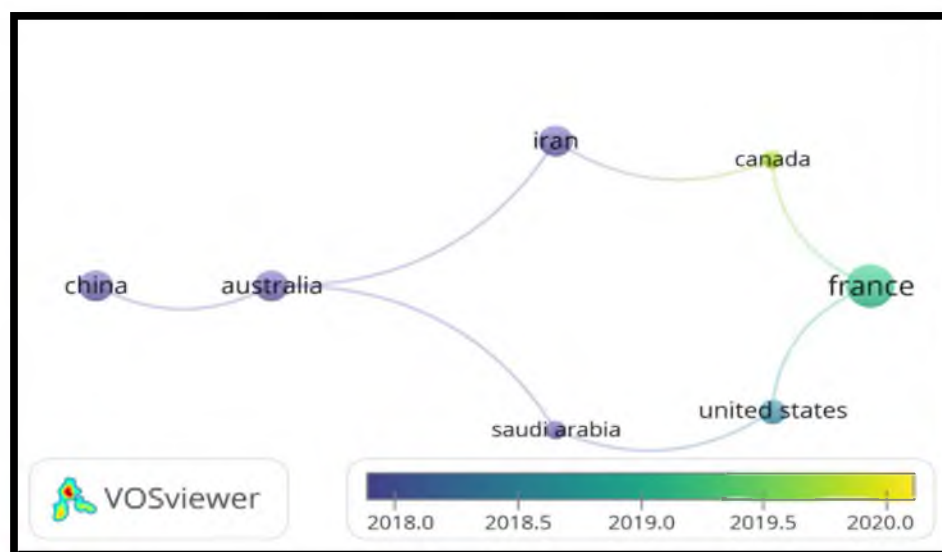 iran
canada
china
australia
france
united states
saudi arabia
VOSviewer
2018.0 2018.5 2019.0 2019.5 2020.0